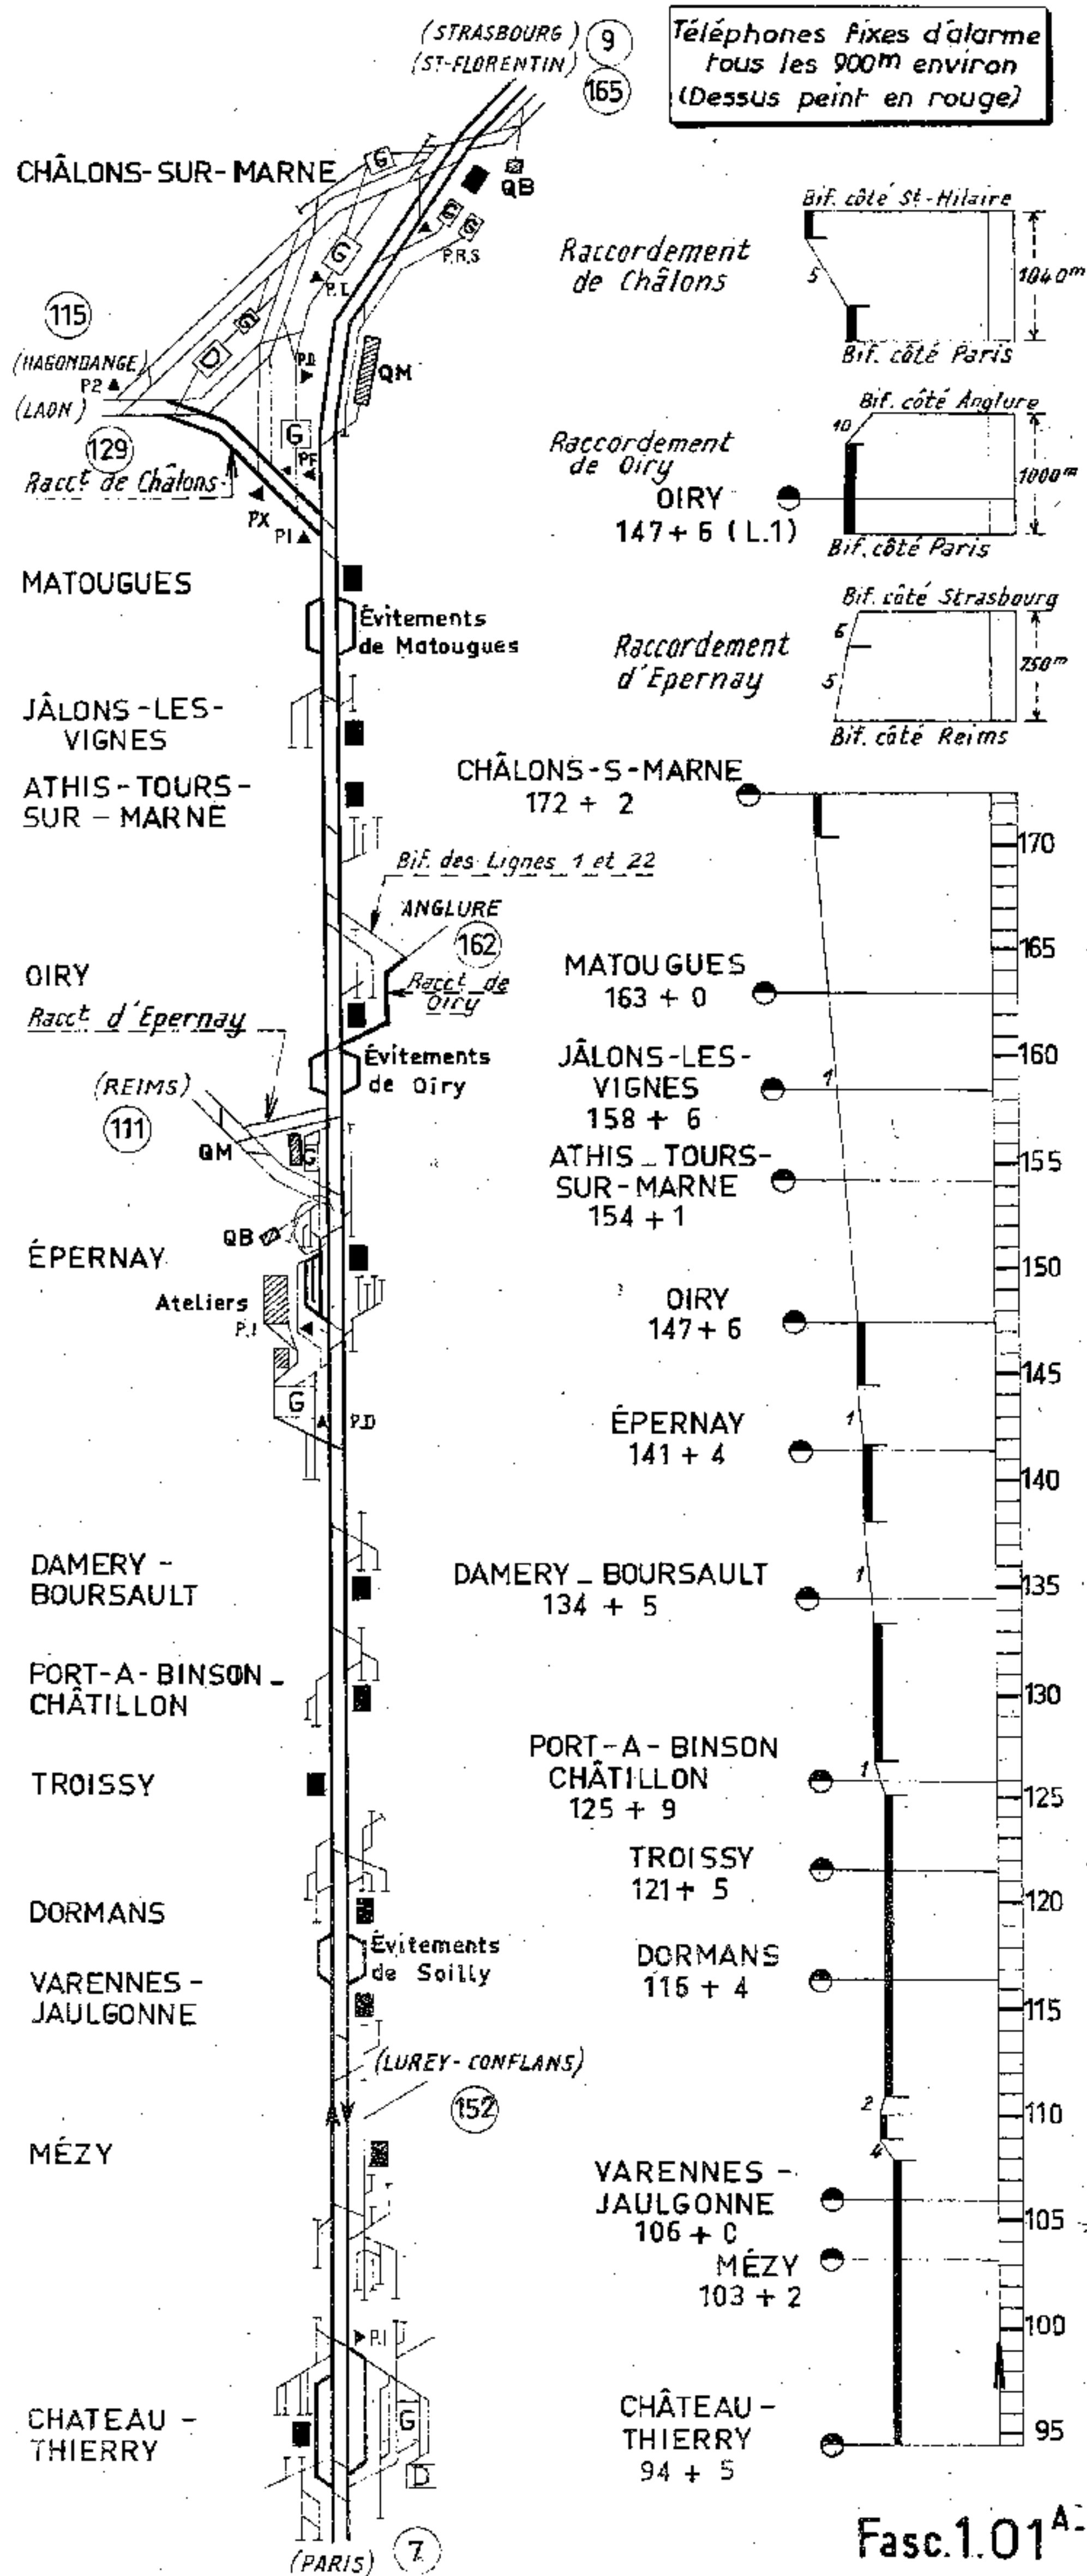 (STRASBOURG) 9
(ST-FLORENTIN) 165
Téléphones fixes d'alarme
tous les 900m environ
(Dessus peint en rouge)
CHÂLONS-SUR-MARNE
G
QB
G
G
G
P.R.S
P.L
G
D
115
(HAGONDANGE
P2
(LAON)
129
P.B
QM
G
PF
Racct de Châlons
PX
P1
MATOUGUES
Évitements
de Matougues
JÂLONS-LES-
VIGNES
ATHIS-TOURS-
SUR-MARNE
Bif. des Lignes 1 et 22
ANGLURE
162
OIRY
Racct de
Oiry
Racct d'Epernay
Évitements
de Oiry
(REIMS)
111
QM
G
QB
ÉPERNAY
Ateliers
P.1
G
P.D
DAMERY-
BOURSAULT
PORT-A-BINSON_
CHÂTILLON
TROISSY
DORMANS
Évitements
de Soilly
VARENNES-
JAULGONNE
(LUREY-CONFLANS)
152
MÉZY
P.1
CHATEAU-
THIERRY
G
D
(PARIS) 7
Raccordement
de Châlons
Bif. côté St-Hilaire
5
1040m
Bif. côté Paris
Raccordement
de Oiry
Bif. côté Anglure
10
1000m
OIRY
147+6 (L.1)
Bif. côté Paris
Raccordement
d'Epernay
Bif. côté Strasbourg
6
5
750m
Bif. côté Reims
CHÂLONS-S-MARNE
172 + 2
170
165
MATOUGUES
163 + 0
160
JÂLONS-LES-
VIGNES
158 + 6
1
ATHIS_TOURS-
SUR-MARNE
154 + 1
155
150
OIRY
147 + 6
145
1
ÉPERNAY
141 + 4
140
DAMERY_BOURSAULT
134 + 5
1
135
130
PORT-A-BINSON
CHÂTILLON
125 + 9
1
125
TROISSY
121 + 5
120
DORMANS
116 + 4
115
2
110
4
VARENNES-
JAULGONNE
106 + 0
105
MÉZY
103 + 2
100
CHÂTEAU-
THIERRY
94 + 5
95
Fasc.1.01 A-